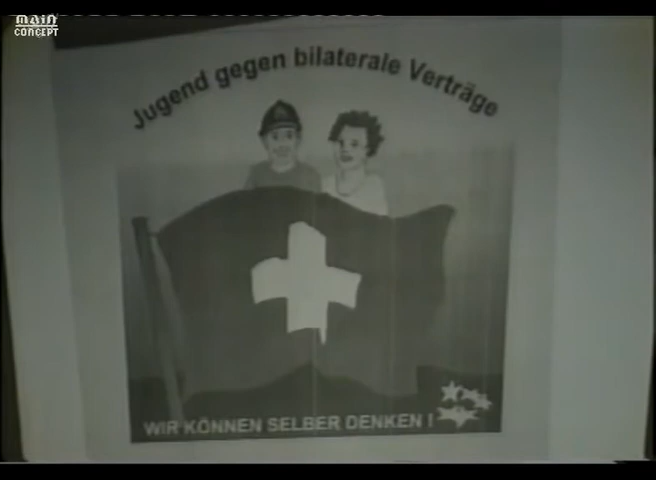 MAIN
CONCEPT
Jugend gegen bilaterale Verträge
WIR KÖNNEN SELBER DENKEN !